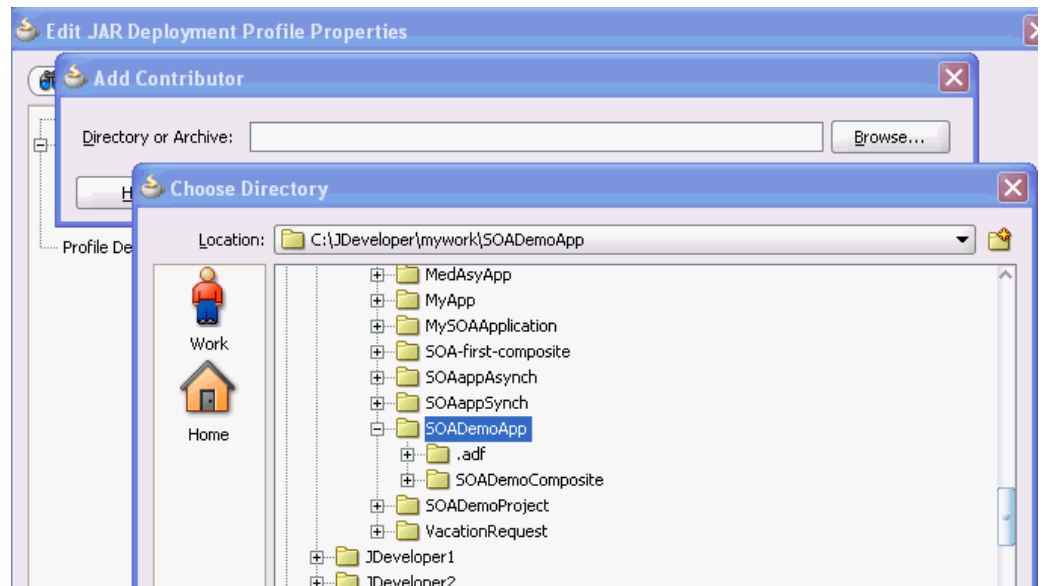 Edit JAR Deployment Profile Properties
Add Contributor
Directory or Archive:
Browse...
H
Choose Directory
Profile De
Location:
C:\JDeveloper\mywork\SOADemoApp
MedAsyApp
MyApp
MySOAApplication
Work
SOA-first-composite
SOAappAsynch
SOAappSynch
Home
SOADemoApp
.adf
SOADemoComposite
SOADemoProject
VacationRequest
JDeveloper1
JDeveloper2